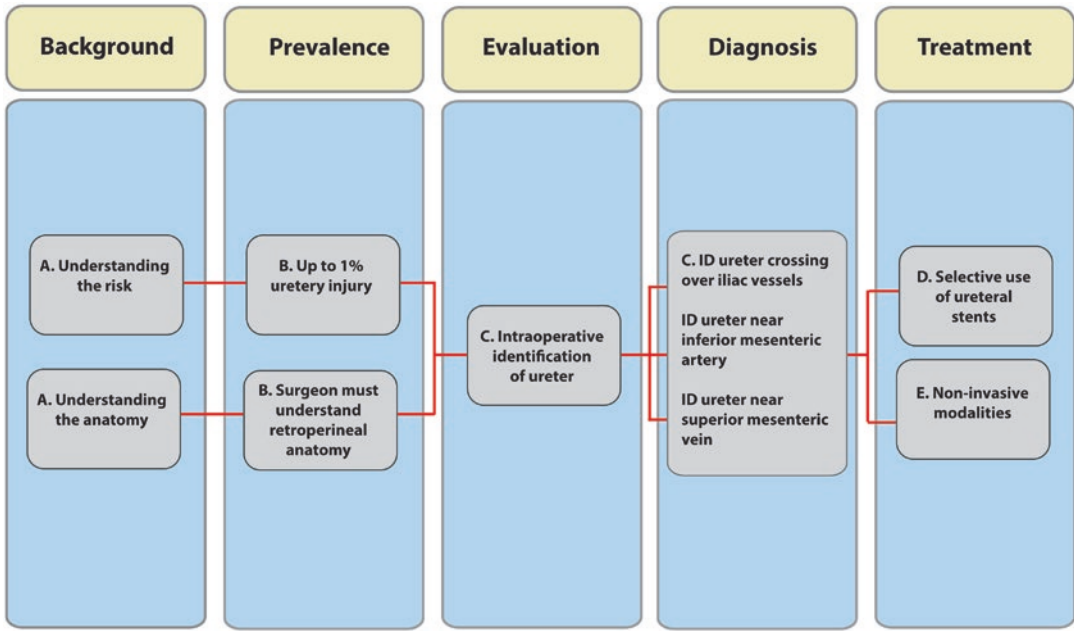 Background
Prevalence
Evaluation
Diagnosis
Treatment
A. Understanding
the risk
A. Understanding
the anatomy
B. Up to 1%
uretery injury
B. Surgeon must
understand
retroperineal
anatomy
C. Intraoperative
identification
of ureter
C. ID ureter crossing
over iliac vessels
ID ureter near
inferior mesenteric
artery
ID ureter near
superior mesenteric
vein
D. Selective use
of ureteral
stents
E. Non-invasive
modalities